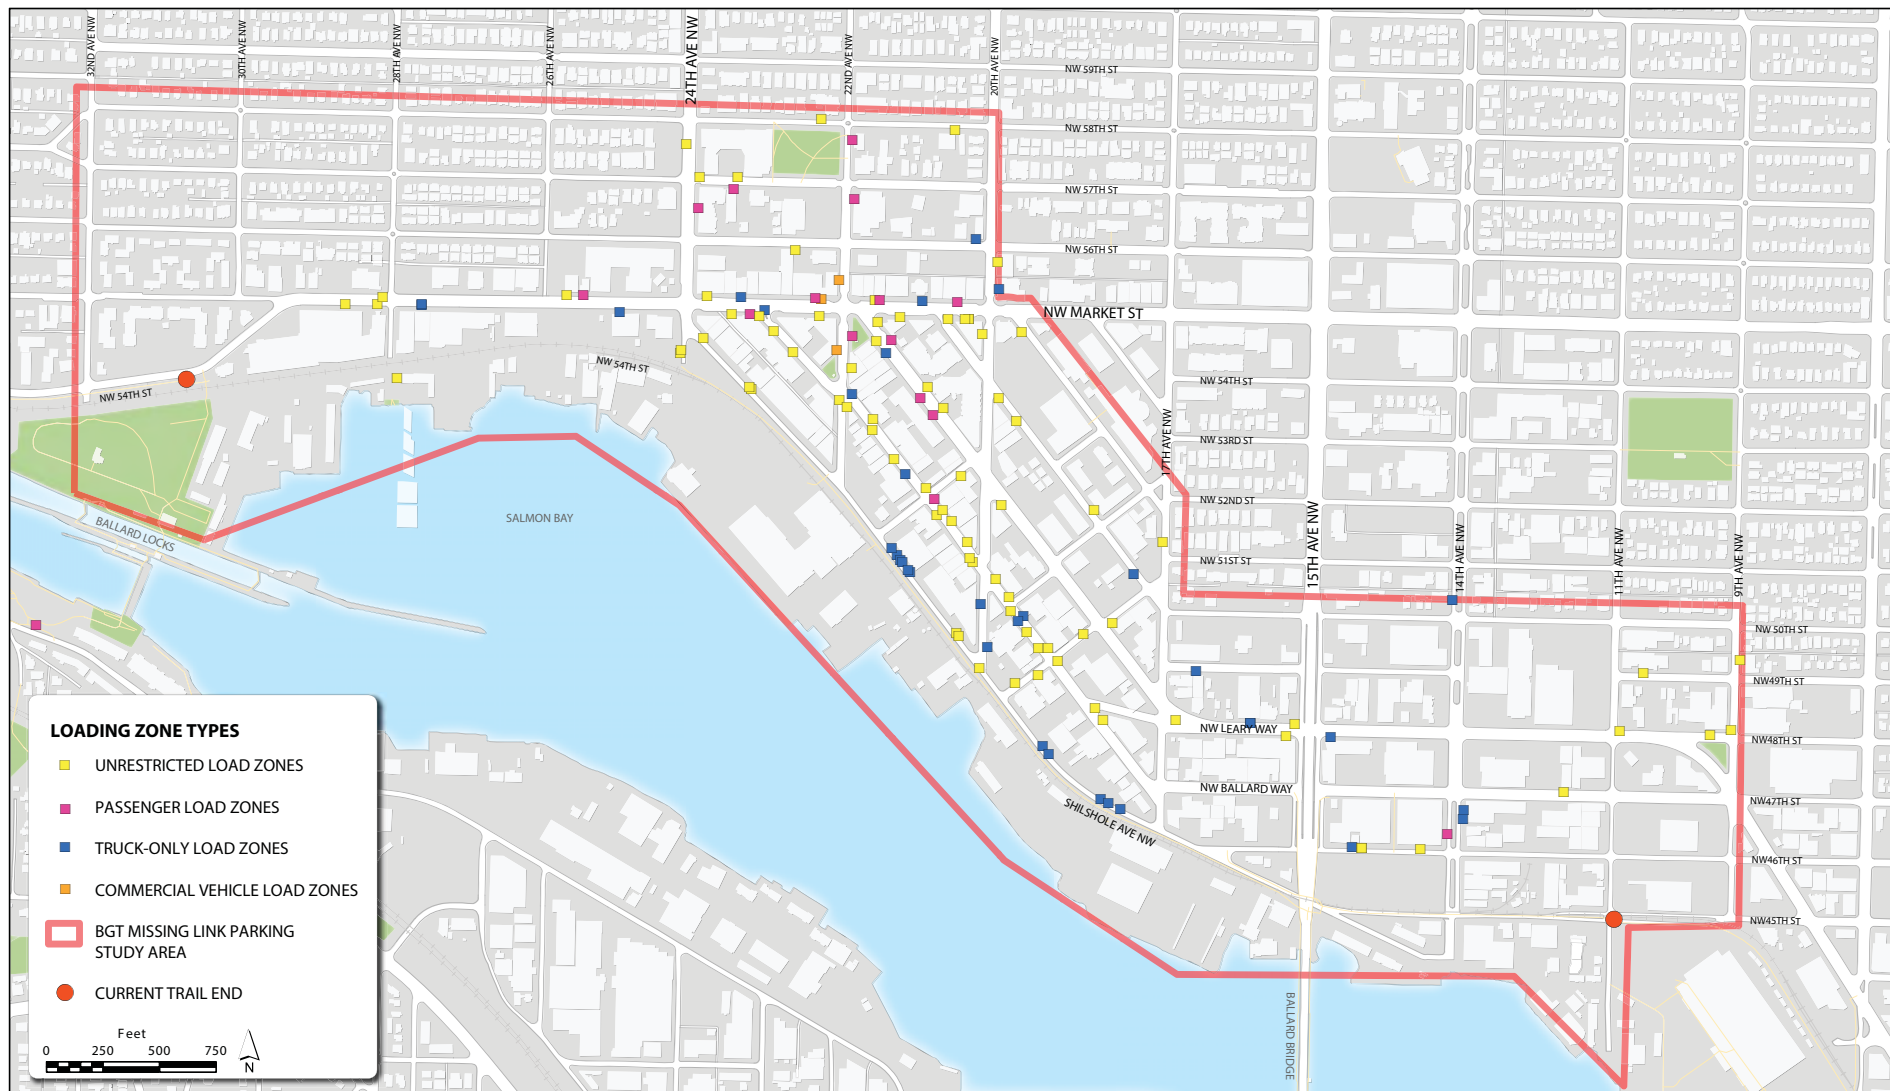 32ND AVE NW
30TH AVE NW
28TH AVE NW
26TH AVE NW
24TH AVE NW
22ND AVE NW
20TH AVE NW
NW 59TH ST
NW 58TH ST
NW 57TH ST
NW 56TH ST
NW MARKET ST
NW 54TH ST
NW 54TH ST
NW 54TH ST
17TH AVE NW
NW 53RD ST
NW 52ND ST
NW 51ST ST
15TH AVE NW
14TH AVE NW
11TH AVE NW
9TH AVE NW
BALLARD LOCKS
SALMON BAY
NW 50TH ST
NW49TH ST
NW LEARY WAY
NW48TH ST
NW BALLARD WAY
NW47TH ST
SHILSHOLE AVE NW
NW46TH ST
NW45TH ST
BALLARD BRIDGE
LOADING ZONE TYPES
UNRESTRICTED LOAD ZONES
PASSENGER LOAD ZONES
TRUCK-ONLY LOAD ZONES
COMMERCIAL VEHICLE LOAD ZONES
BGT MISSING LINK PARKING
STUDY AREA
CURRENT TRAIL END
Feet
0 250 500 750
N